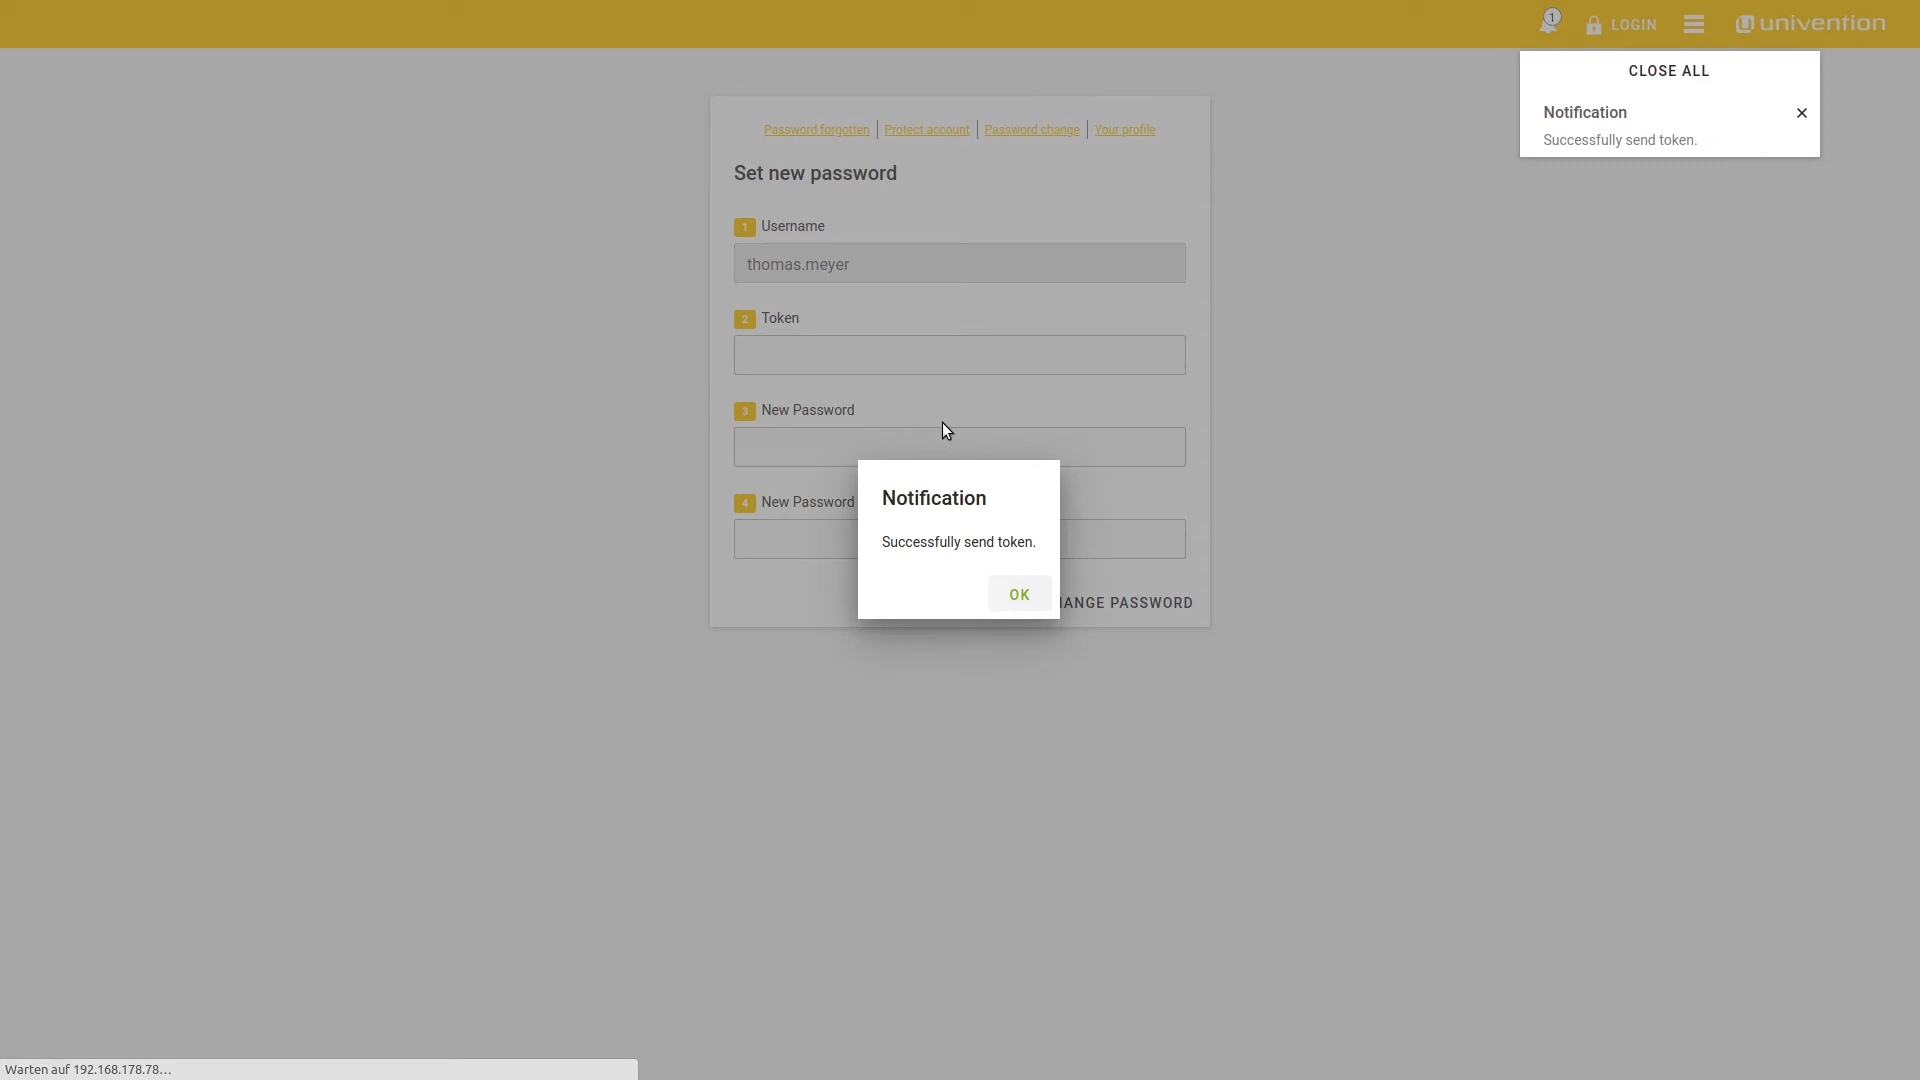 1
LOGIN
univention
CLOSE ALL
Notification
Successfully send token.
Password forgotten
Protect account
Password change
Your profile
Set new password
1 Username
thomas.meyer
2 Token
3 New Password
4 New Password
Notification
Successfully send token.
OK
HANGE PASSWORD
Warten auf 192.168.178.78…